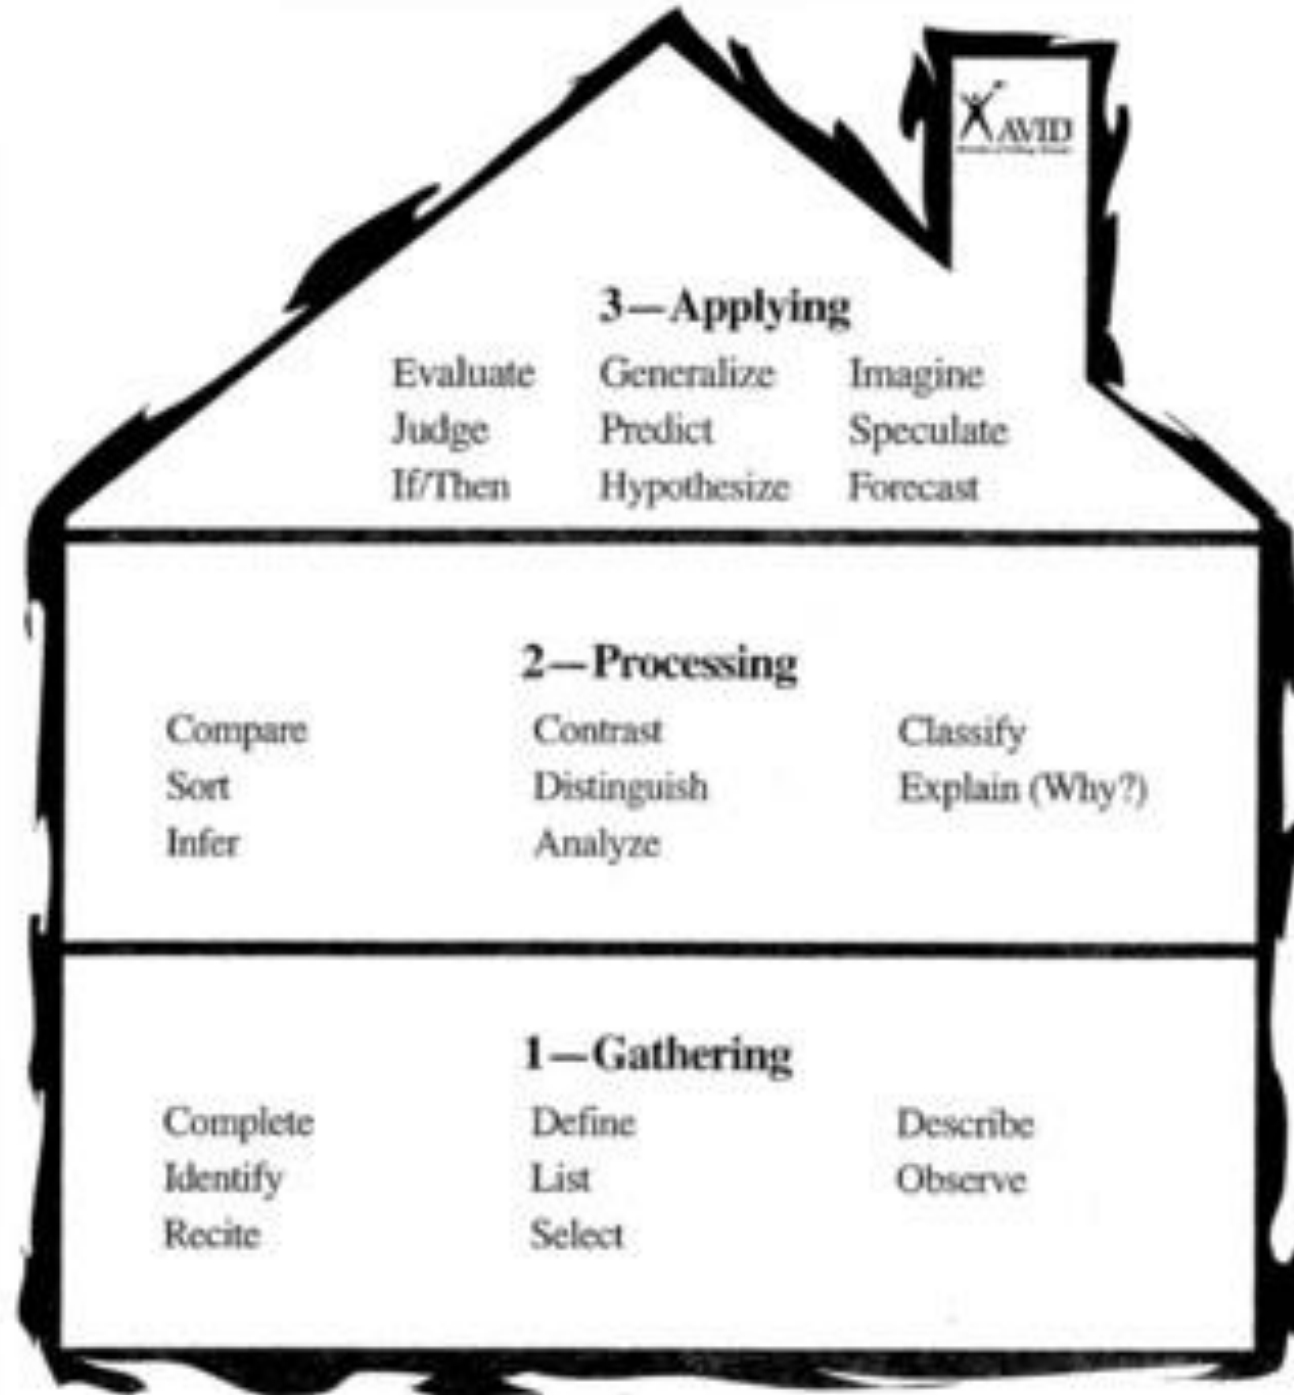 AVID
3—Applying
Evaluate Generalize Imagine
Judge Predict Speculate
If/Then Hypothesize Forecast
2—Processing
Compare Contrast Classify
Sort Distinguish Explain (Why?)
Infer Analyze
1—Gathering
Complete Define Describe
Identify List Observe
Recite Select